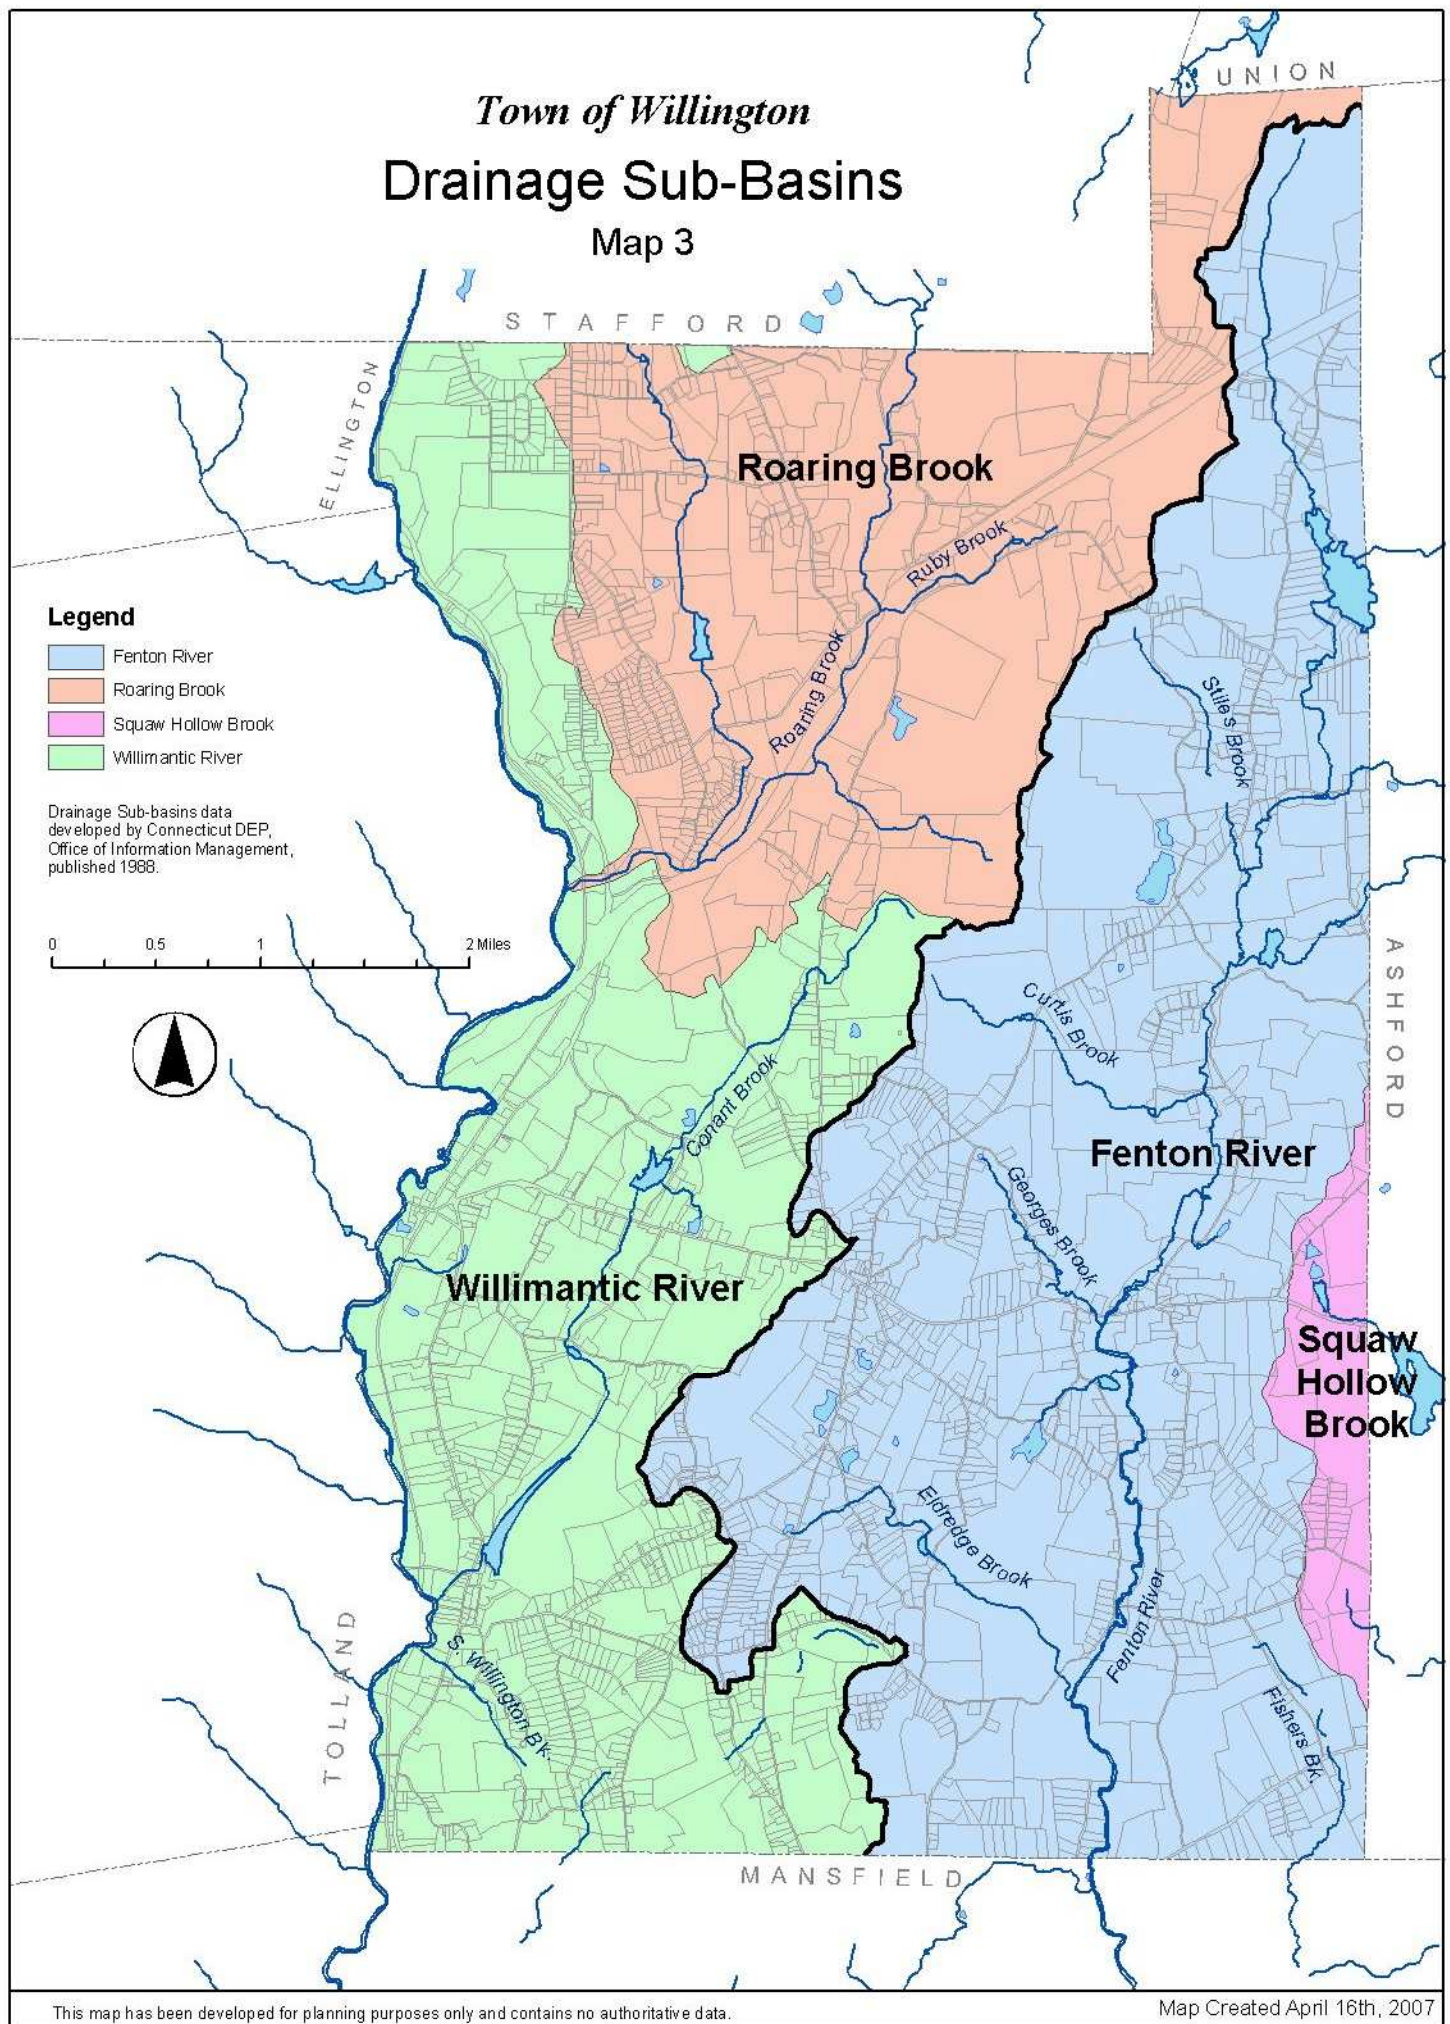 UNION
Town of Willington
Drainage Sub-Basins
Map 3
STAFFORD
ELLINGTON
Roaring Brook
Ruby Brook
Legend
Fenton River
Roaring Brook
Squaw Hollow Brook
Willimantic River
Roaring Brook
Stiles Brook
Drainage Sub-basins data
developed by Connecticut DEP,
Office of Information Management,
published 1988.
0 0.5 1 2 Miles
ASHFORD
Curtis Brook
Conant Brook
Fenton River
Georges Brook
Willimantic River
Squaw
Hollow
Brook
Eldredge Brook
Fenton River
TOLLAND
S. Willington Bk.
Fishers Bk.
MANSFIELD
This map has been developed for planning purposes only and contains no authoritative data.
Map Created April 16th, 2007